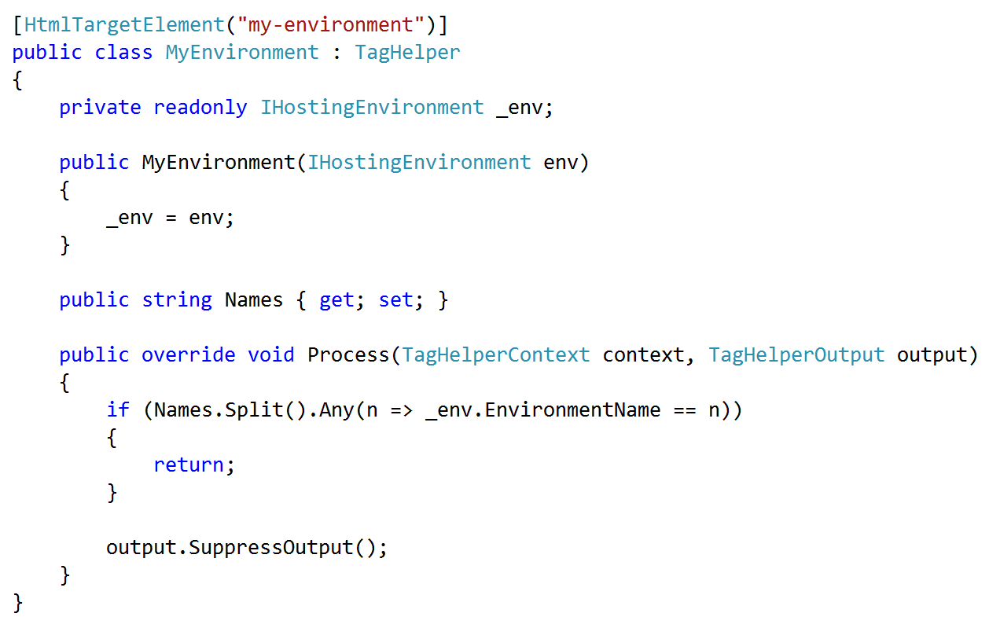 [HtmlTargetElement("my-environment")]
public class MyEnvironment : TagHelper
{
    private readonly IHostingEnvironment _env;

    public MyEnvironment(IHostingEnvironment env)
    {
        _env = env;
    }

    public string Names { get; set; }

    public override void Process(TagHelperContext context, TagHelperOutput output)
    {
        if (Names.Split().Any(n => _env.EnvironmentName == n))
        {
            return;
        }

        output.SuppressOutput();
    }
}